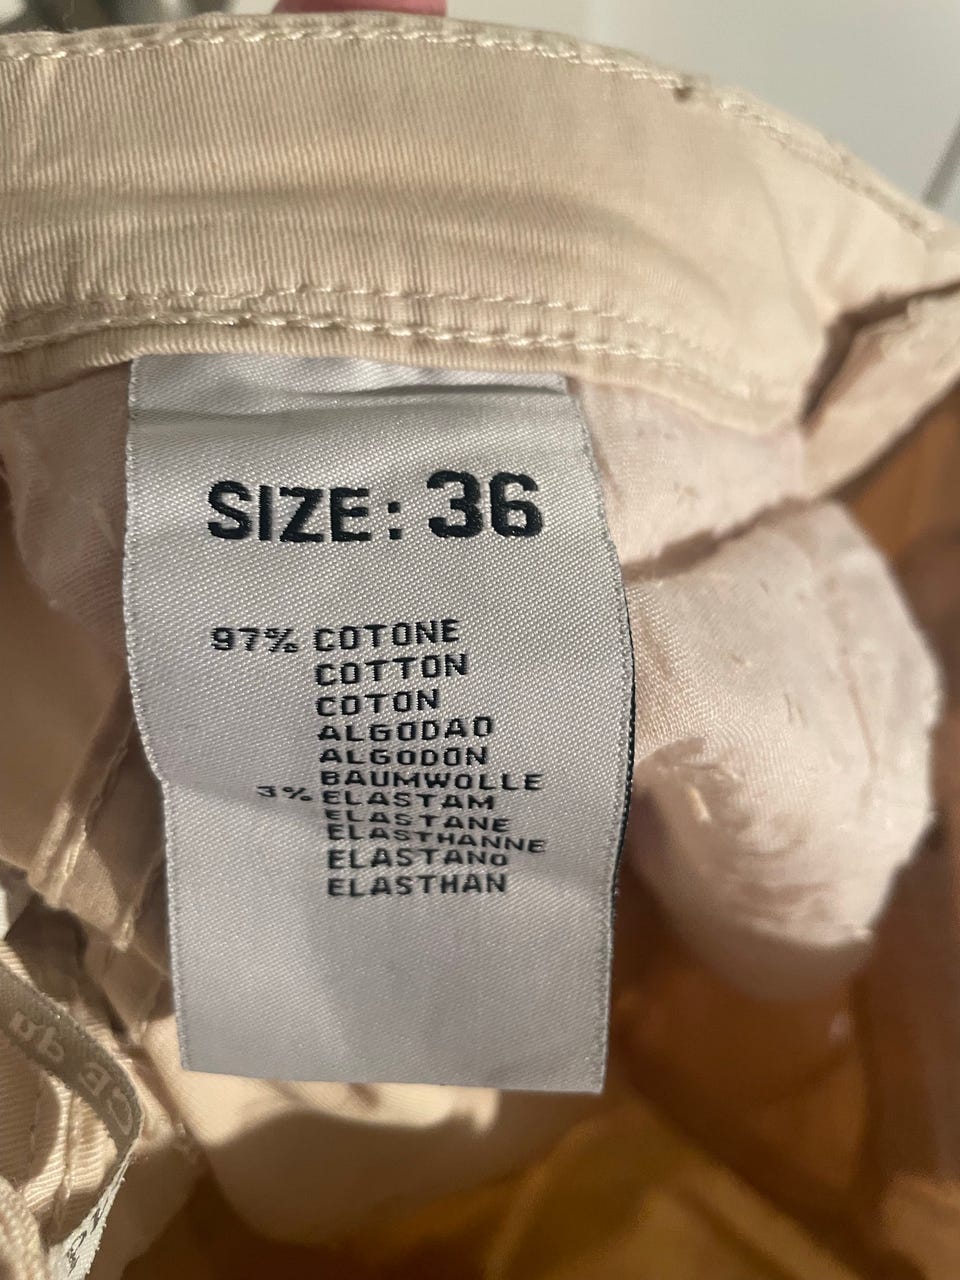 SIZE: 36
97% COTONE
COTTON
COTON
ALGODAO
ALGODON
BAUMWOLLE
3% ELASTAM
ELASTANE
ELASTHANNE
ELASTANO
ELASTHAN